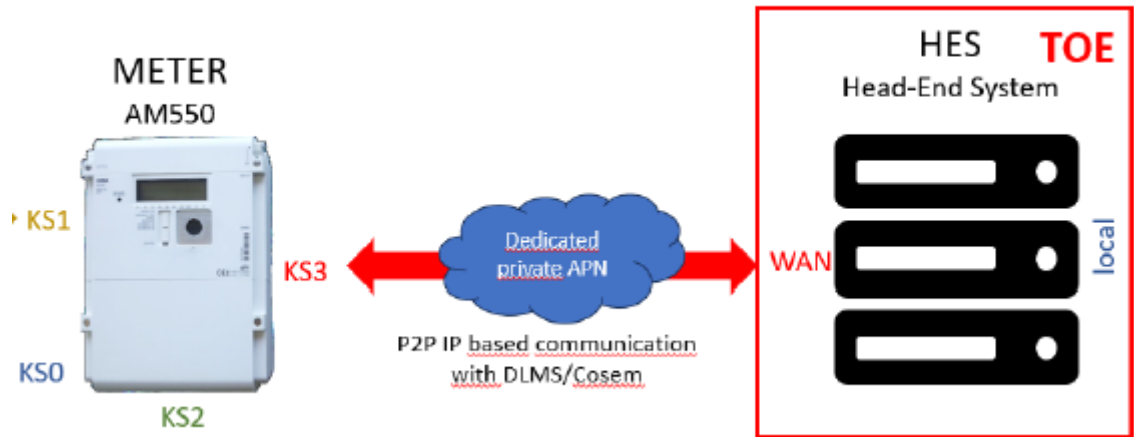 METER
AM550
KS1
KS0
KS2
KS3
Dedicated
private APN
P2P IP based communication
with DLMS/Cosem
WAN
HES
TOE
Head-End System
local